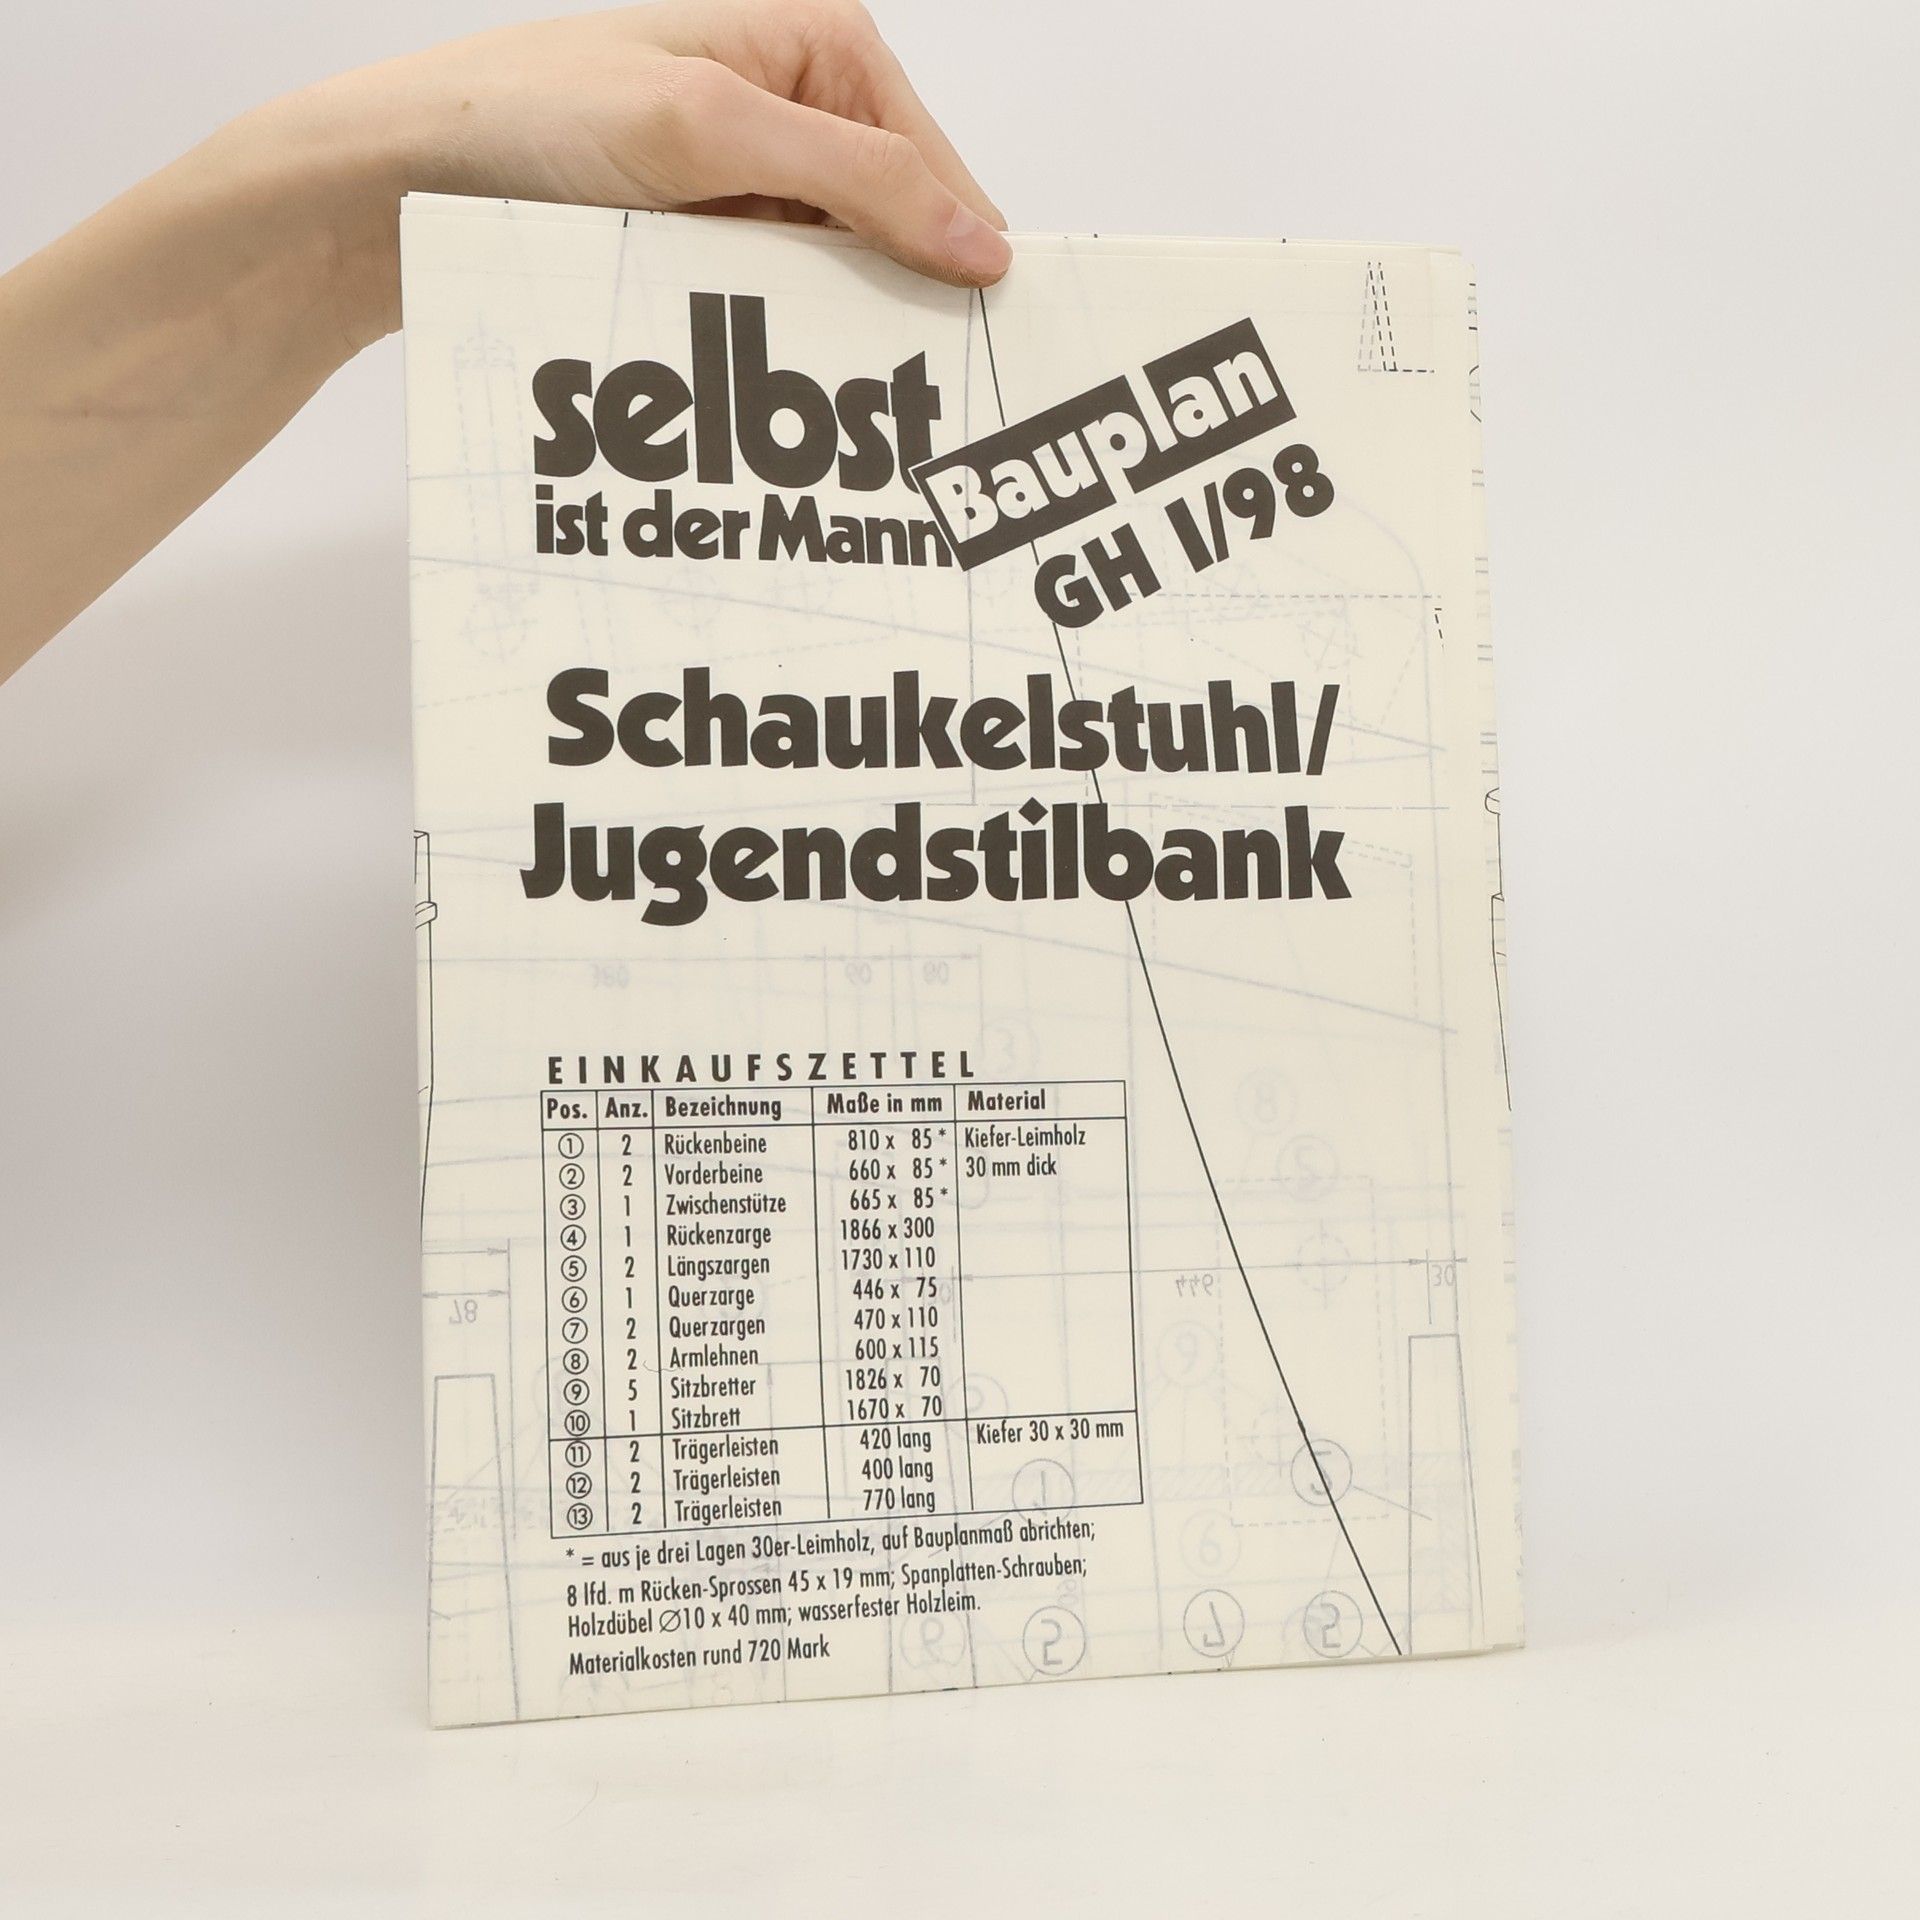 selbst
ist der Mann
Bauplan
GH I/98
Schaukelstuhl/
Jugendstilbank
EINKAUFSZETTEL
Pos. Anz. Bezeichnung Maße in mm Material
① 2 Rückenbeine 810 x 85 * Kiefer-Leimholz
② 2 Vorderbeine 660 x 85 * 30 mm dick
③ 1 Zwischenstütze 665 x 85 *
④ 1 Rückenzarge 1866 x 300
⑤ 2 Längszargen 1730 x 110
⑥ 1 Querzarge 446 x 75
⑦ 2 Querzargen 470 x 110
⑧ 2 Armlehnen 600 x 115
⑨ 5 Sitzbretter 1826 x 70
⑩ 1 Sitzbrett 1670 x 70
⑪ 2 Trägerleisten 420 lang Kiefer 30 x 30 mm
⑫ 2 Trägerleisten 400 lang
⑬ 2 Trägerleisten 770 lang
* = aus je drei Lagen 30er-Leimholz, auf Bauplanmaß abrichten;
8 lfd. m Rücken-Sprossen 45 x 19 mm; Spanplatten-Schrauben;
Holzdübel ∅10 x 40 mm; wasserfester Holzleim.
Materialkosten rund 720 Mark